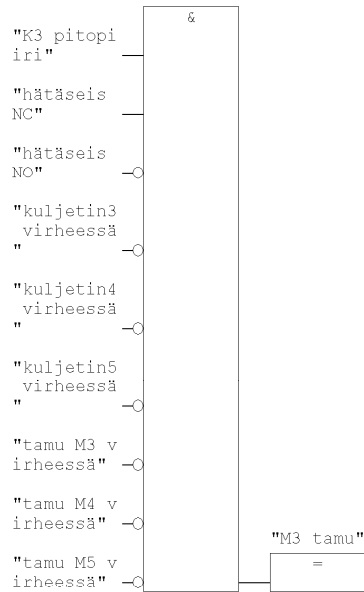 &
"K3 pitopi
iri"
"hätäseis
NC"
"hätäseis
NO"
"kuljetin3
virheessä
"
"kuljetin4
virheessä
"
"kuljetin5
virheessä
"
"tamu M3 v
irheessä"
"tamu M4 v
irheessä"
"tamu M5 v
irheessä"
"M3 tamu"
=